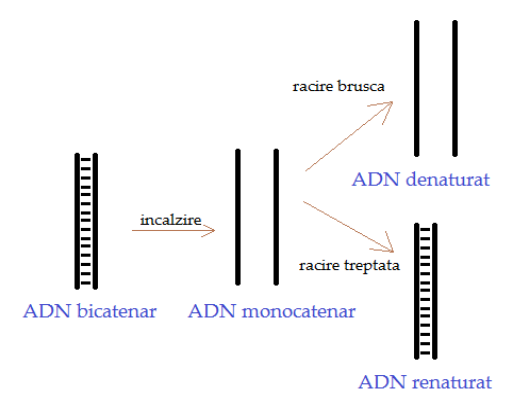 racire brusca
ADN denaturat
incalzire
ADN bicatenar
ADN monocatenar
racire treptata
ADN renaturat